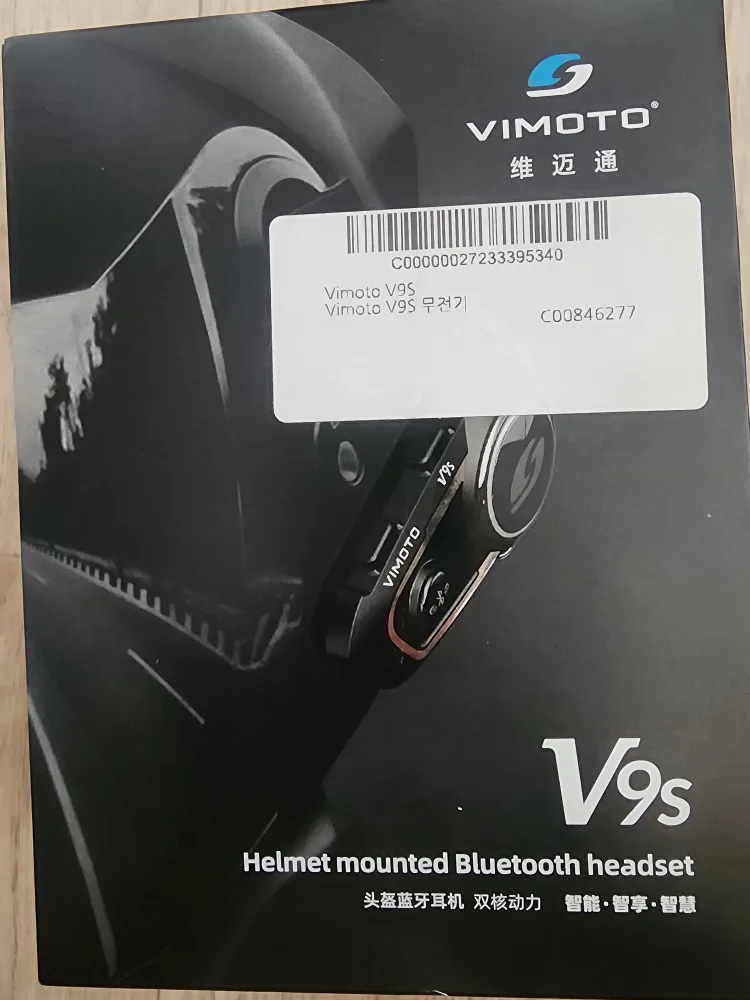 VIMOTO®
维迈通
C00000027233395340
Vimoto V9S
Vimoto V9S 무전기
C00846277
V9S
VIMOTO
V9S
Helmet mounted Bluetooth headset
头盔蓝牙耳机 双核动力 智能·智享·智慧